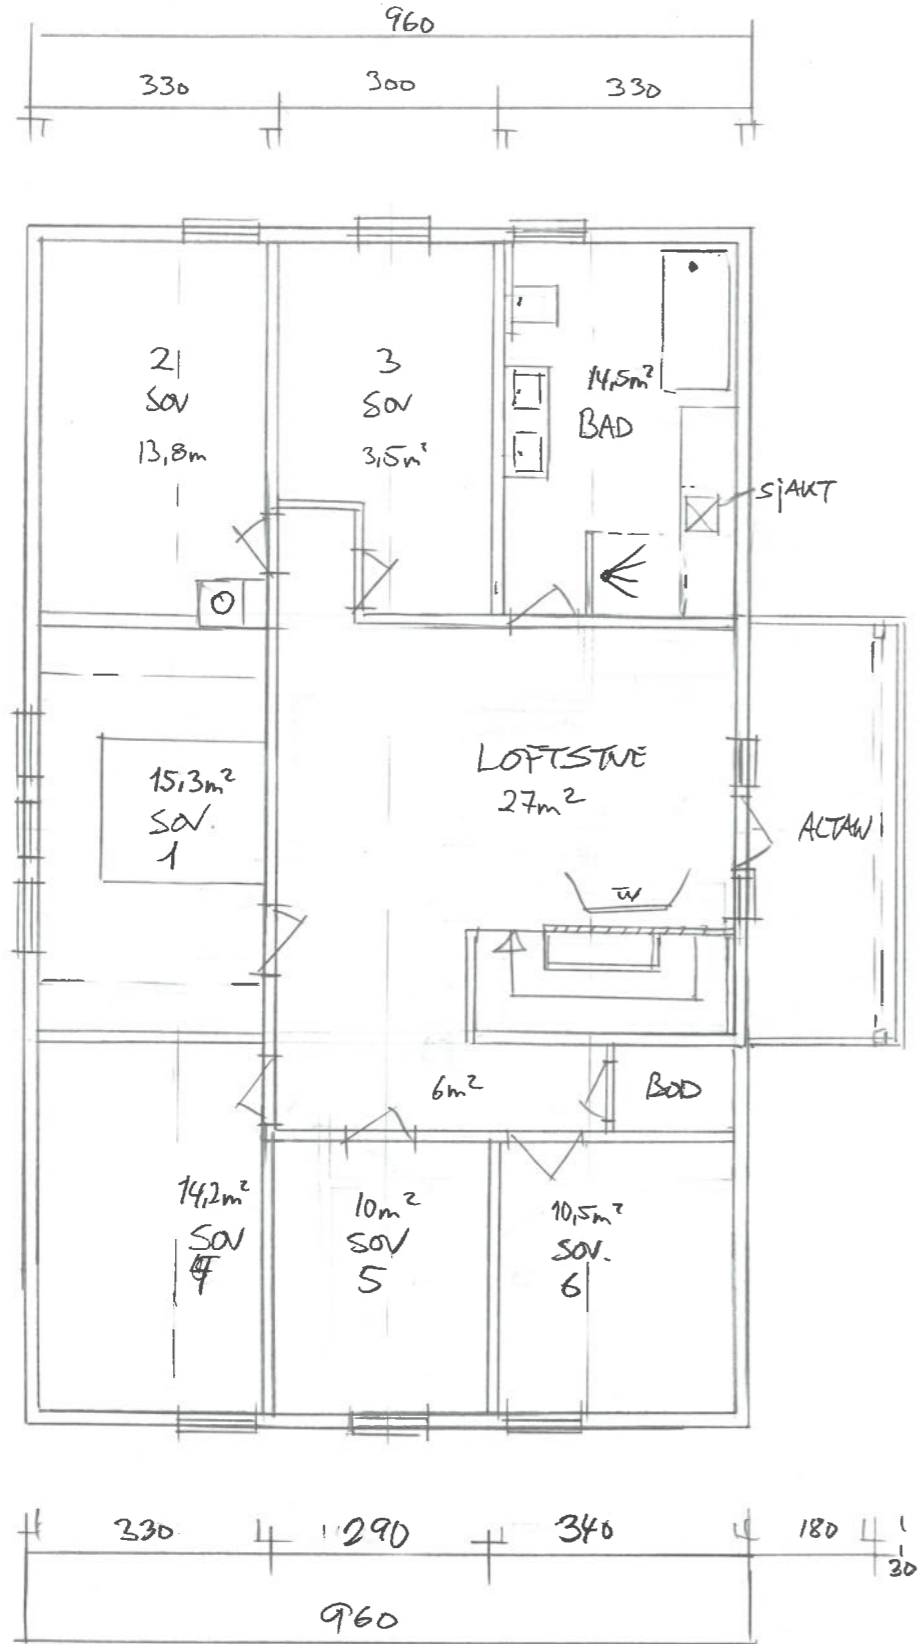 960
330 300 330
2
SOV
13,8m
3
SOV
3,5m²
14,5m²
BAD
SjAKT
15,3m²
SOV.
1
LOFTSTUE
27m²
ALTAN
TV
6m²
BOD
14,2m²
SOV
4
10m²
SOV
5
10,5m²
SOV.
6
330 290 340 180 30
960